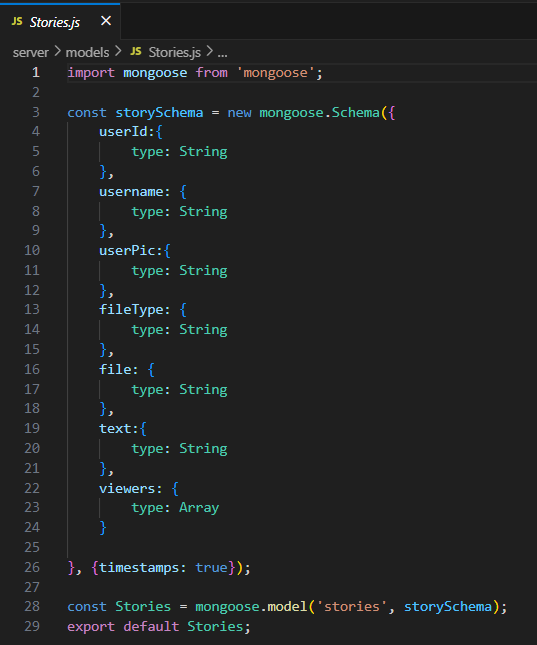 JS Stories.js ×
server > models > JS Stories.js > ...
1 import mongoose from 'mongoose';
2
3 const storySchema = new mongoose.Schema({
4     userId:{
5         type: String
6     },
7     username: {
8         type: String
9     },
10     userPic:{
11         type: String
12     },
13     fileType: {
14         type: String
15     },
16     file: {
17         type: String
18     },
19     text:{
20         type: String
21     },
22     viewers: {
23         type: Array
24     }
25
26 }, {timestamps: true});
27
28 const Stories = mongoose.model('stories', storySchema);
29 export default Stories;